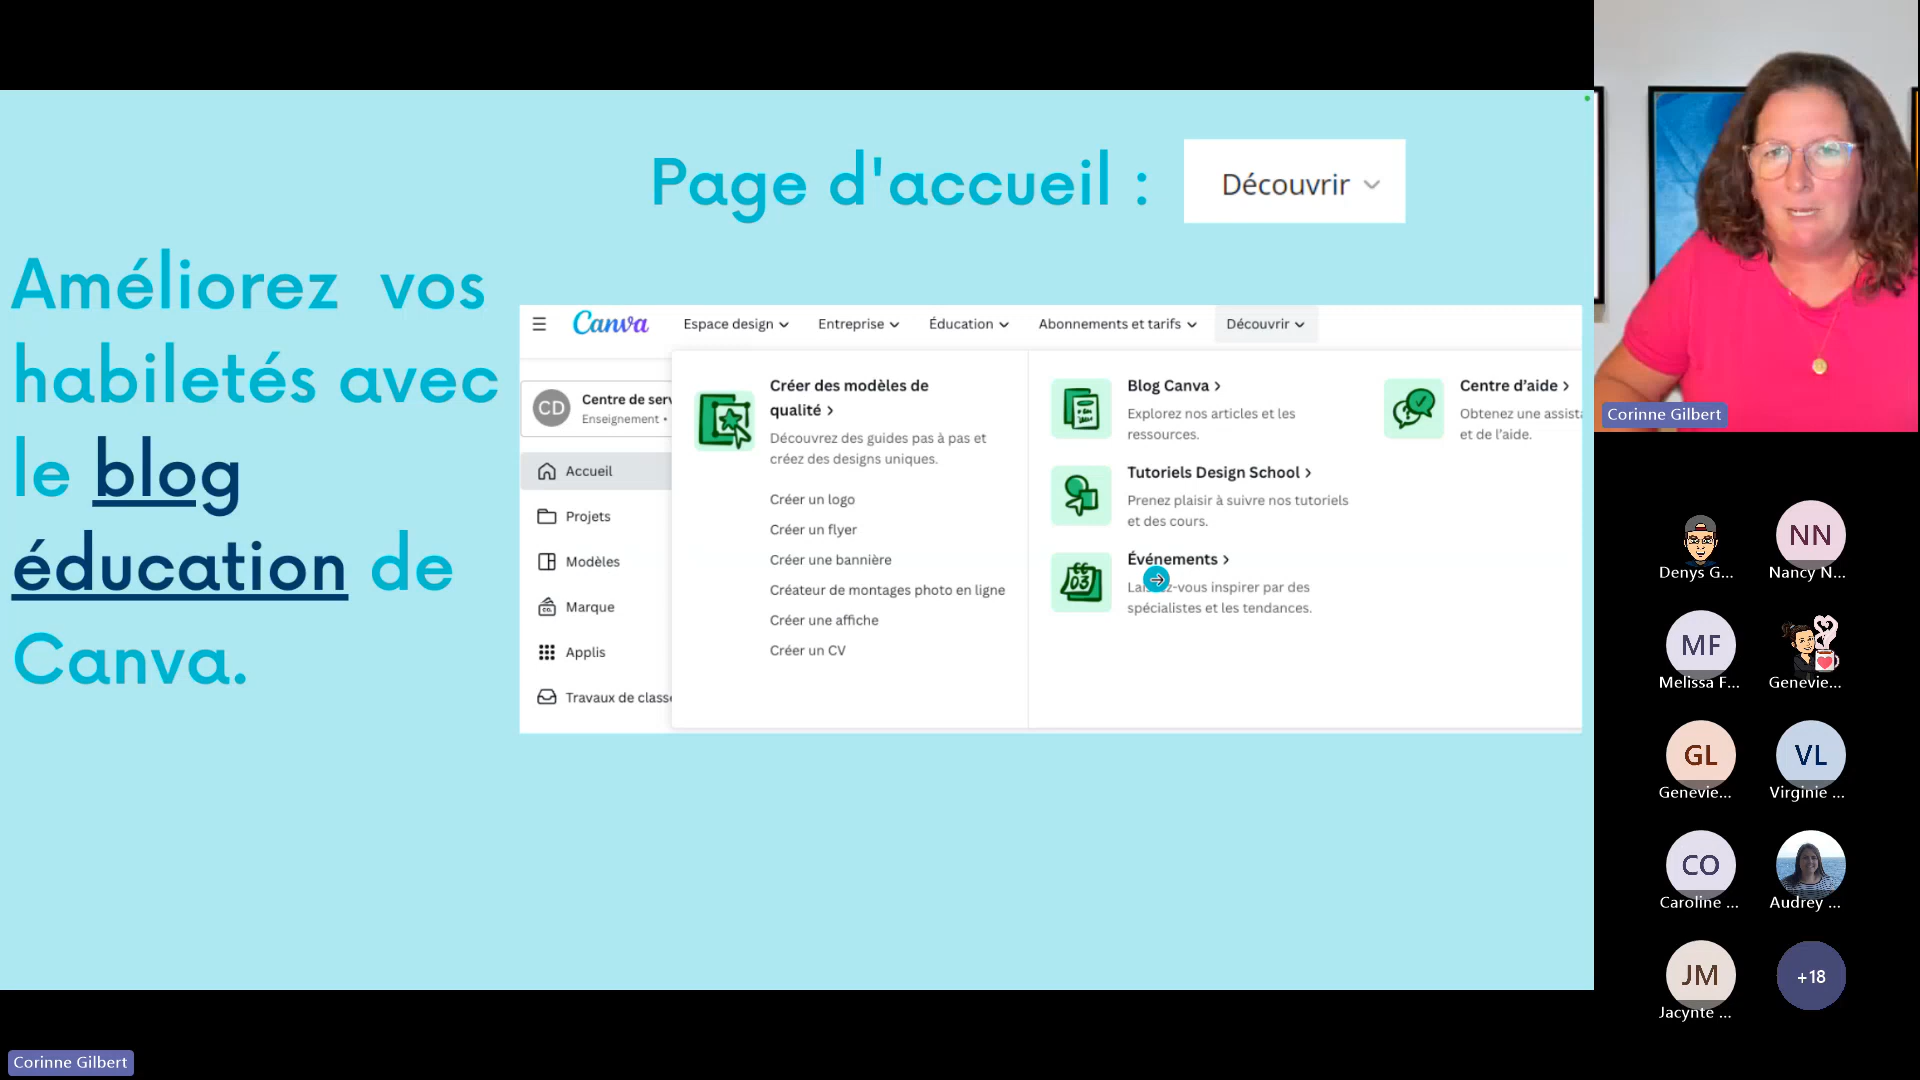 Page d'accueil :
Découvrir
Améliorez vos
habiletés avec
le blog
éducation de
Canva.
Canva
Espace design
Entreprise
Éducation
Abonnements et tarifs
Découvrir
CD
Centre de serv
Enseignement •
Accueil
Projets
Modèles
Marque
Applis
Travaux de classe
Créer des modèles de
qualité >
Découvrez des guides pas à pas et
créez des designs uniques.
Créer un logo
Créer un flyer
Créer une bannière
Créateur de montages photo en ligne
Créer une affiche
Créer un CV
Blog Canva >
Explorez nos articles et les
ressources.
Tutoriels Design School >
Prenez plaisir à suivre nos tutoriels
et des cours.
03
Événements >
Laissez-vous inspirer par des
spécialistes et les tendances.
Centre d'aide >
Obtenez une assista
et de l'aide.
Corinne Gilbert
Denys G...
NN
Nancy N...
MF
Melissa F...
Genevie...
GL
Genevie...
VL
Virginie ...
CO
Caroline ...
Audrey ...
JM
Jacynte ...
+18
Corinne Gilbert